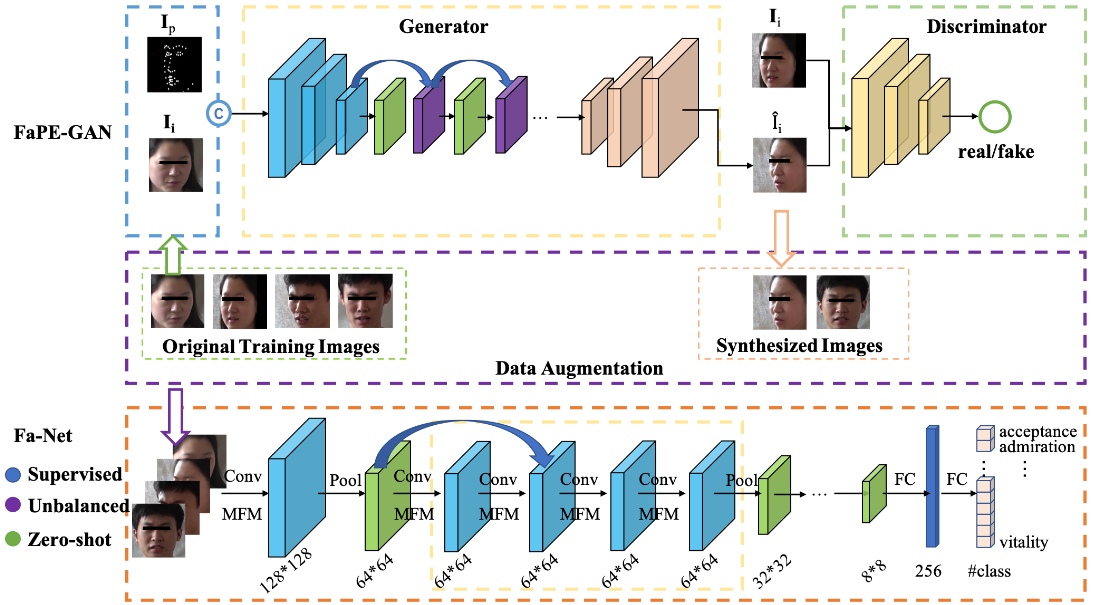 I_p
Generator
I_i
Discriminator
FaPE-GAN
C
I_i
...
Î_i
real/fake
Original Training Images
Synthesized Images
Data Augmentation
Fa-Net
Supervised
Unbalanced
Zero-shot
Conv
MFM
Pool
Conv
MFM
Conv
MFM
Conv
MFM
Conv
MFM
Pool
...
FC
FC
acceptance
admiration
vitality
128*128
64*64
64*64
64*64
64*64
64*64
32*32
8*8
256
#class